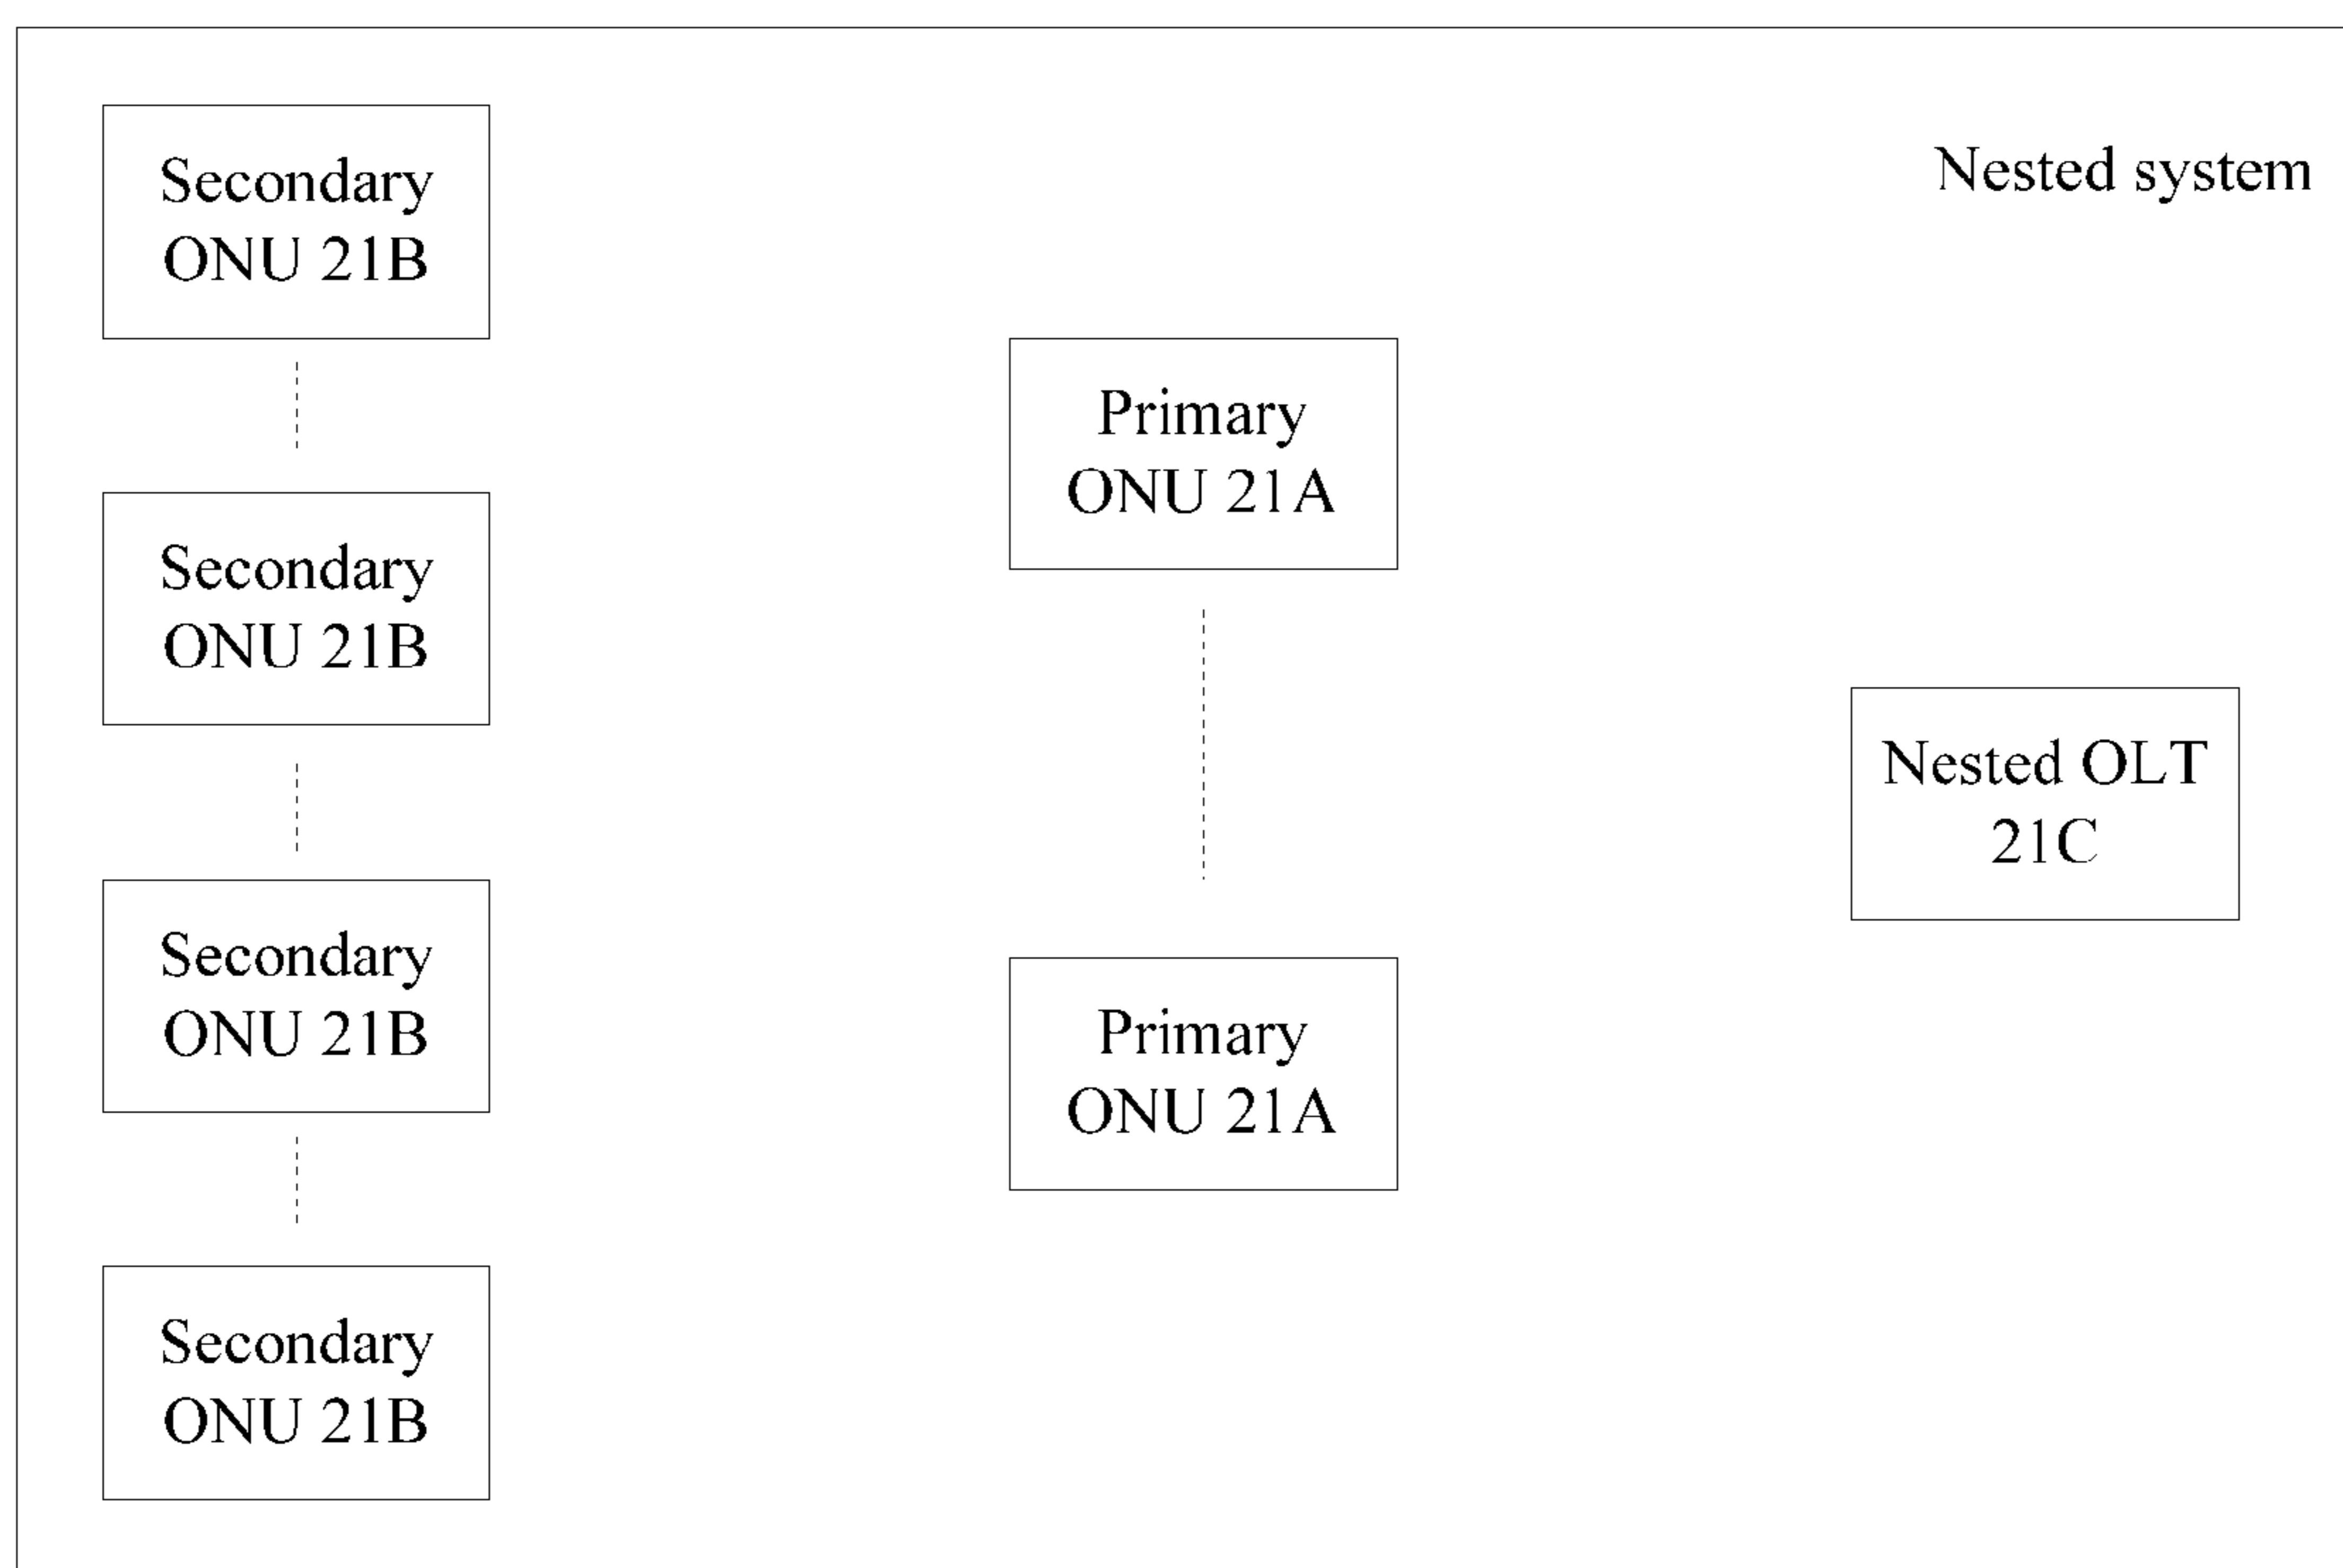 Nested system
Secondary
ONU 21B
Secondary
ONU 21B
Secondary
ONU 21B
Secondary
ONU 21B
Primary
ONU 21A
Primary
ONU 21A
Nested OLT
21C